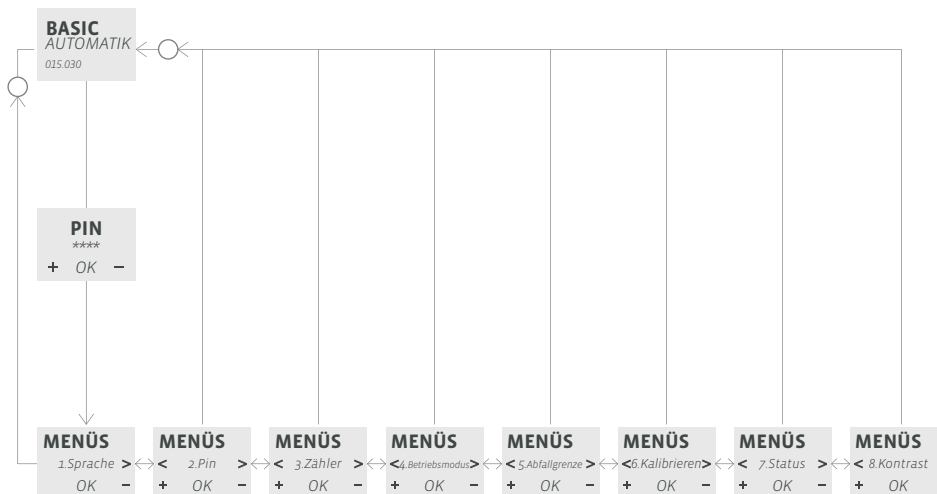 BASIC
AUTOMATIK
015.030
PIN
****
+ OK −
MENÜS
1.Sprache >
OK −
MENÜS
< 2.Pin >
+ OK −
MENÜS
< 3.Zähler >
+ OK −
MENÜS
<4.Betriebsmodus>
+ OK −
MENÜS
< 5.Abfallgrenze >
+ OK −
MENÜS
<6.Kalibrieren>
+ OK −
MENÜS
< 7.Status >
+ OK −
MENÜS
< 8.Kontrast
+ OK